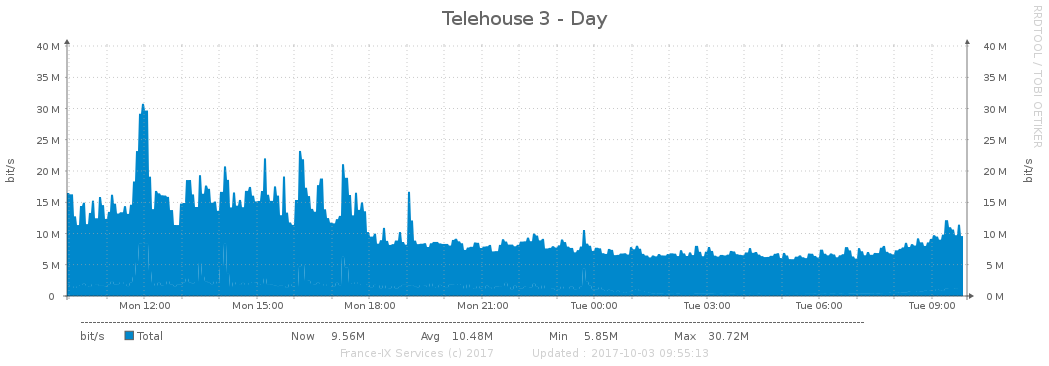 Telehouse 3 - Day
RRDTOOL / TOBI OETIKER
40 M 40 M
35 M 35 M
30 M 30 M
25 M 25 M
20 M 20 M
15 M 15 M
10 M 10 M
5 M 5 M
0 0 M
bit/s bit/s
Mon 12:00 Mon 15:00 Mon 18:00 Mon 21:00 Tue 00:00 Tue 03:00 Tue 06:00 Tue 09:00
bit/s Total Now 9.56M Avg 10.48M Min 5.85M Max 30.72M
France-IX Services (c) 2017 Updated : 2017-10-03 09:55:13